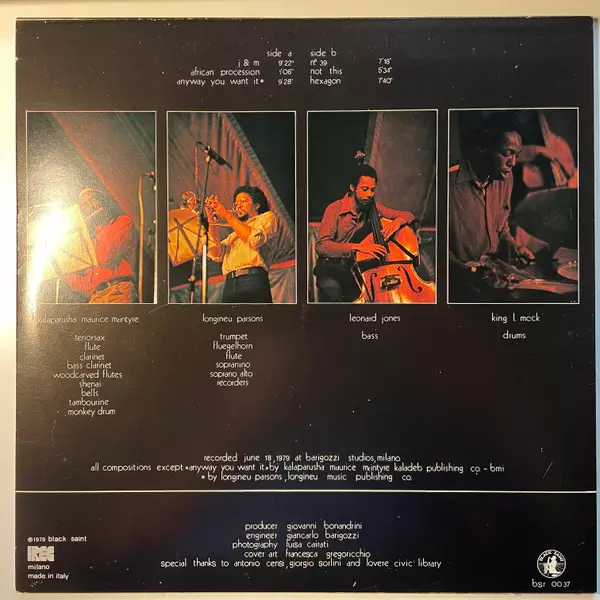 side a side b
j & m 9'22" nº 39 7'18"
african procession 1'06" not this 5'34"
anyway you want it* 9'28" hexagon 7'40"
kalaparusha maurice mcintyre
tenorsax
flute
clarinet
bass clarinet
woodcarved flutes
shenai
bells
tambourine
monkey drum
longineu parsons
trumpet
fluegelhorn
flute
sopranino
soprano alto
recorders
leonard jones
bass
king l. mock
drums
recorded june 18,1979 at barigozzi studios,milano
all compositions except *anyway you want it* by kalaparusha maurice mcintyre kaladeb publishing co. - bmi
* by longineu parsons, longineu music publishing co.
producer giovanni bonandrini
engineer giancarlo barigozzi
photography luisa cairati
cover art francesca gregoricchio
special thanks to antonio censi, giorgio sorlini and lovere civic library
℗1979 black saint
IREC
milano
made in italy
BLACK SAINT
bsr 0037